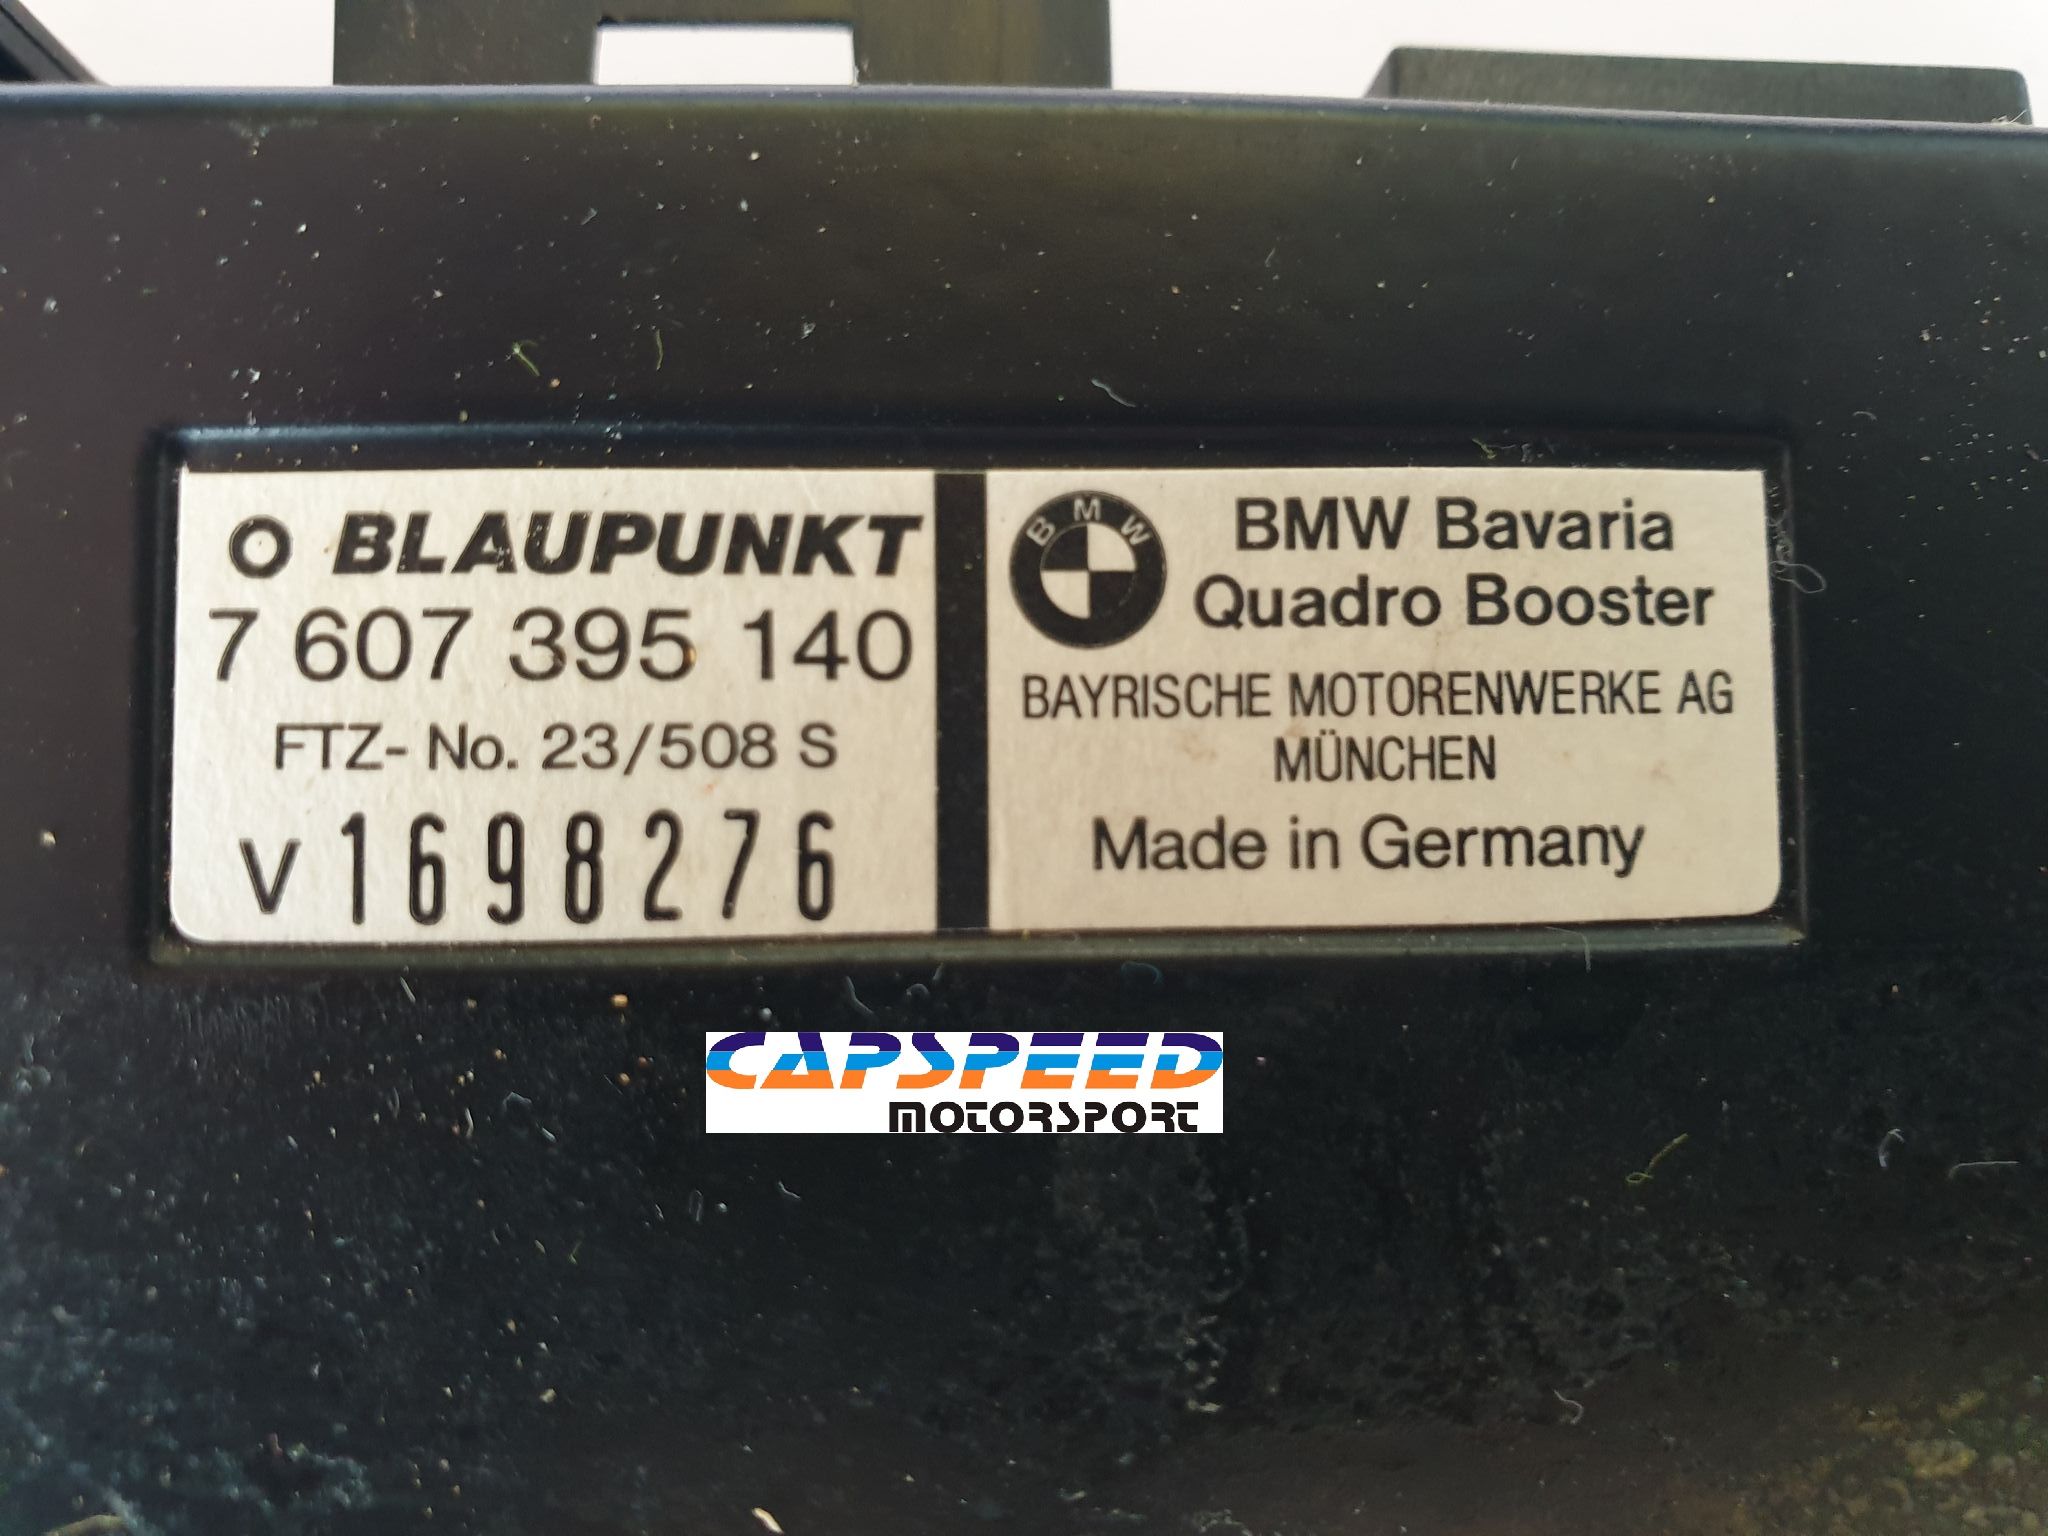 BLAUPUNKT
7 607 395 140
FTZ- No. 23/508 S
V 1698276
BMW
BMW Bavaria
Quadro Booster
BAYRISCHE MOTORENWERKE AG
MÜNCHEN
Made in Germany
CAPSPEED
MOTORSPORT